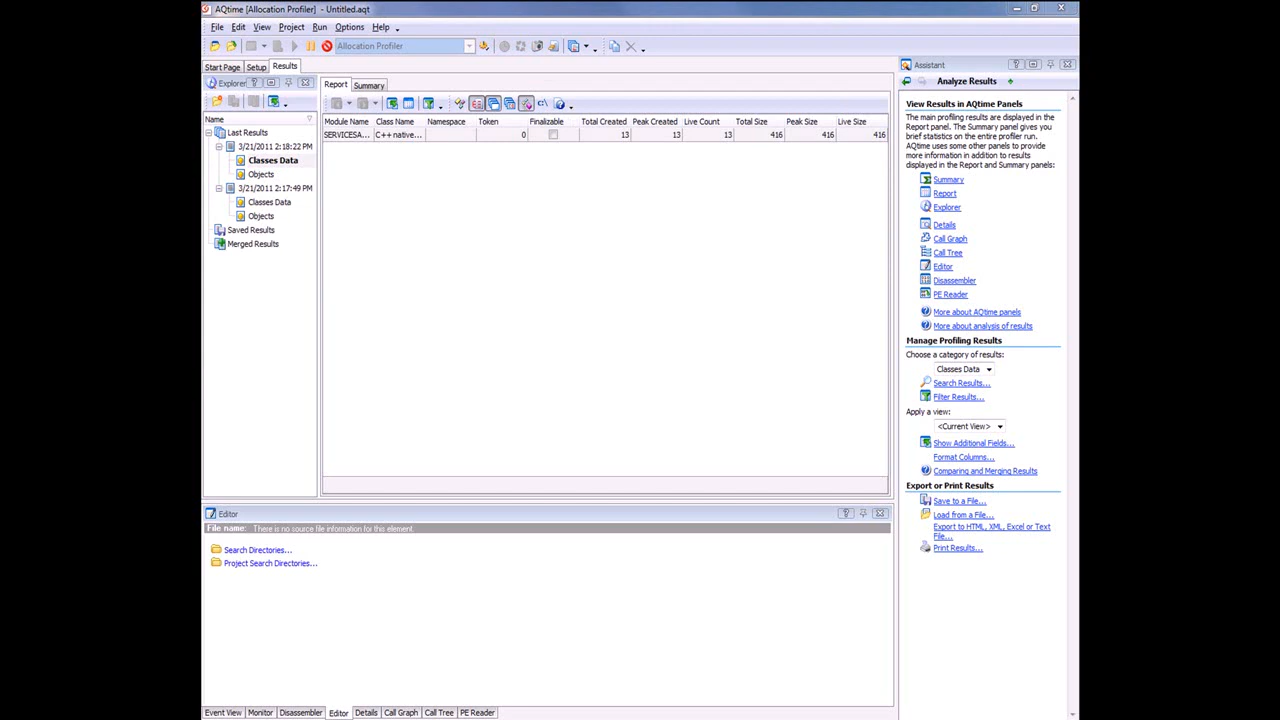 AQtime [Allocation Profiler] - Untitled.aqt
File Edit View Project Run Options Help
Allocation Profiler
Start Page Setup Results
Explorer
Name
Last Results
3/21/2011 2:18:22 PM
Classes Data
Objects
3/21/2011 2:17:49 PM
Classes Data
Objects
Saved Results
Merged Results
Report Summary
Module Name Class Name Namespace Token Finalizable Total Created Peak Created Live Count Total Size Peak Size Live Size
SERVICESA... C++ native... 0 13 13 13 416 416 416
Editor
File name: There is no source file information for this element.
Search Directories...
Project Search Directories...
Event View Monitor Disassembler Editor Details Call Graph Call Tree PE Reader
Assistant
Analyze Results
View Results in AQtime Panels
The main profiling results are displayed in
the Report panel. The Summary panel gives you
brief statistics on the entire profiler run.
AQtime uses some other panels to provide
more information in addition to results
displayed in the Report and Summary panels:
Summary
Report
Explorer
Details
Call Graph
Call Tree
Editor
Disassembler
PE Reader
More about AQtime panels
More about analysis of results
Manage Profiling Results
Choose a category of results:
Classes Data
Search Results...
Filter Results...
Apply a view:
<Current View>
Show Additional Fields...
Format Columns...
Comparing and Merging Results
Export or Print Results
Save to a File...
Load from a File...
Export to HTML, XML, Excel or Text
File...
Print Results...